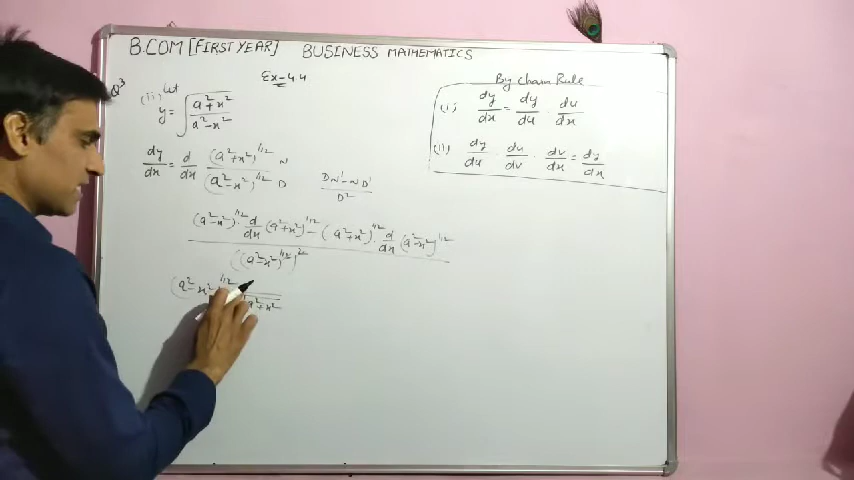 B.COM [FIRST YEAR] BUSINESS MATHEMATICS
Ex-4.4
Q3 (ii) Let
y = √((a²+x²)/(a²-x²))
dy/dx = d/dx (a²+x²)^1/2 N / (a²-x²)^1/2 D
DN'-ND' / D²
(a²-x²)^1/2 . d/dx (a²+x²)^1/2 - (a²+x²)^1/2 . d/dx (a²-x²)^1/2
((a²-x²)^1/2)²
(a²-x²)^1/2
a²+x²
By Chain Rule
(i) dy/dx = dy/du . du/dx
(ii) dy/du . du/dv . dv/dx = dy/dx